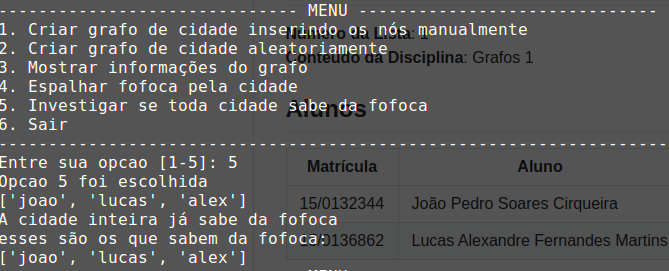 ------------------------------ MENU ------------------------------
1. Criar grafo de cidade inserindo os nós manualmente
2. Criar grafo de cidade aleatoriamente
3. Mostrar informações do grafo
4. Espalhar fofoca pela cidade
5. Investigar se toda cidade sabe da fofoca
6. Sair
-------------------------------------------------------------------
Entre sua opcao [1-5]: 5
Opcao 5 foi escolhida
['joao', 'lucas', 'alex']
A cidade inteira já sabe da fofoca
esses são os que sabem da fofoca:
['joao', 'lucas', 'alex']
MENU
Número da Lista: 1
Conteúdo da Disciplina: Grafos 1
Alunos
Matrícula Aluno
15/0132344 João Pedro Soares Cirqueira
Lucas Alexandre Fernandes Martins